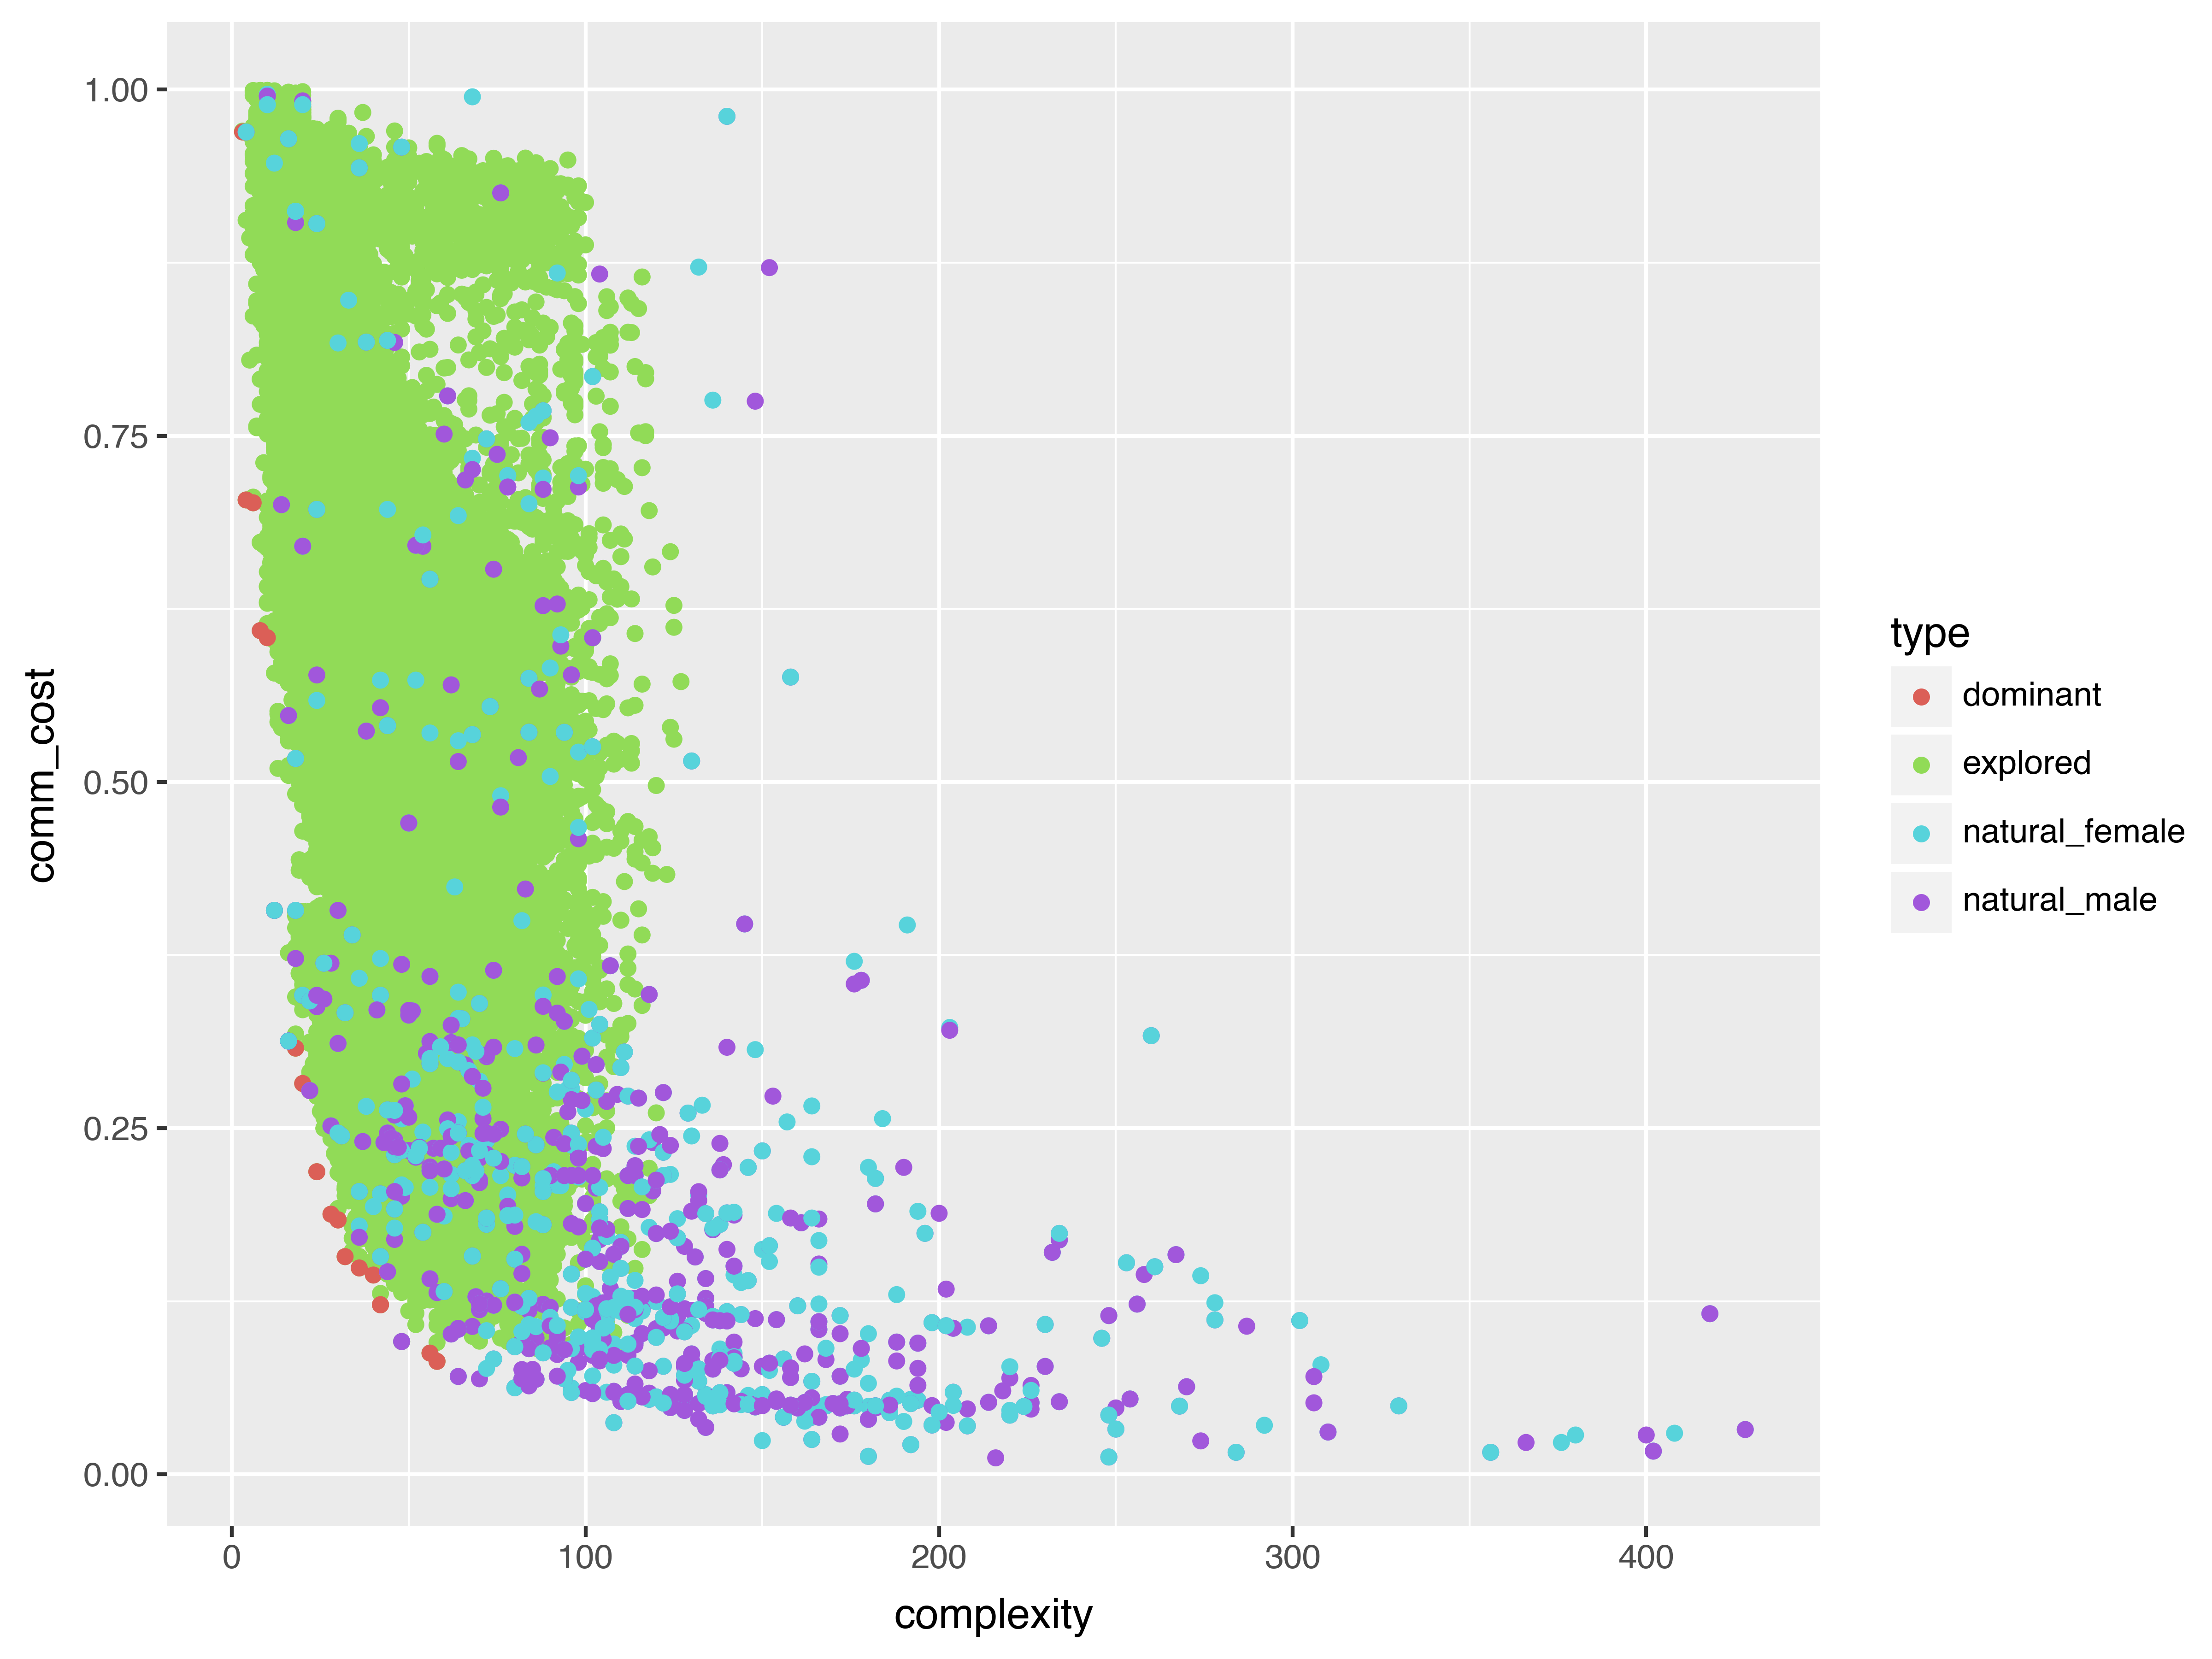 1.00
0.75
0.50
0.25
0.00
comm_cost
0
100
200
300
400
complexity
type
dominant
explored
natural_female
natural_male